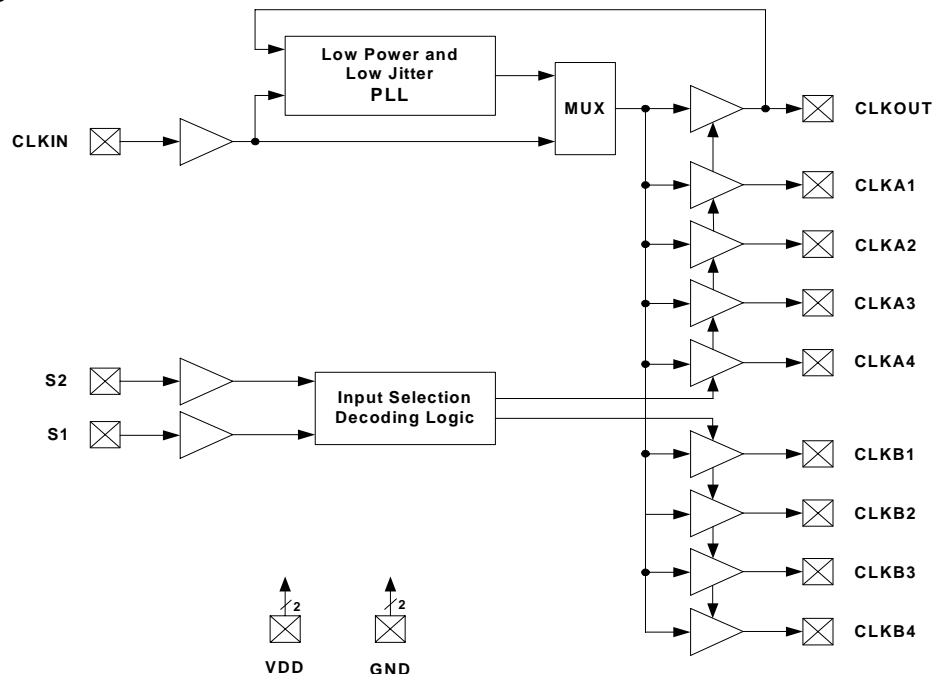 Low Power and
Low Jitter
PLL
MUX
CLKIN
CLKOUT
CLKA1
CLKA2
CLKA3
CLKA4
S2
S1
Input Selection
Decoding Logic
CLKB1
CLKB2
CLKB3
CLKB4
2
2
VDD
GND